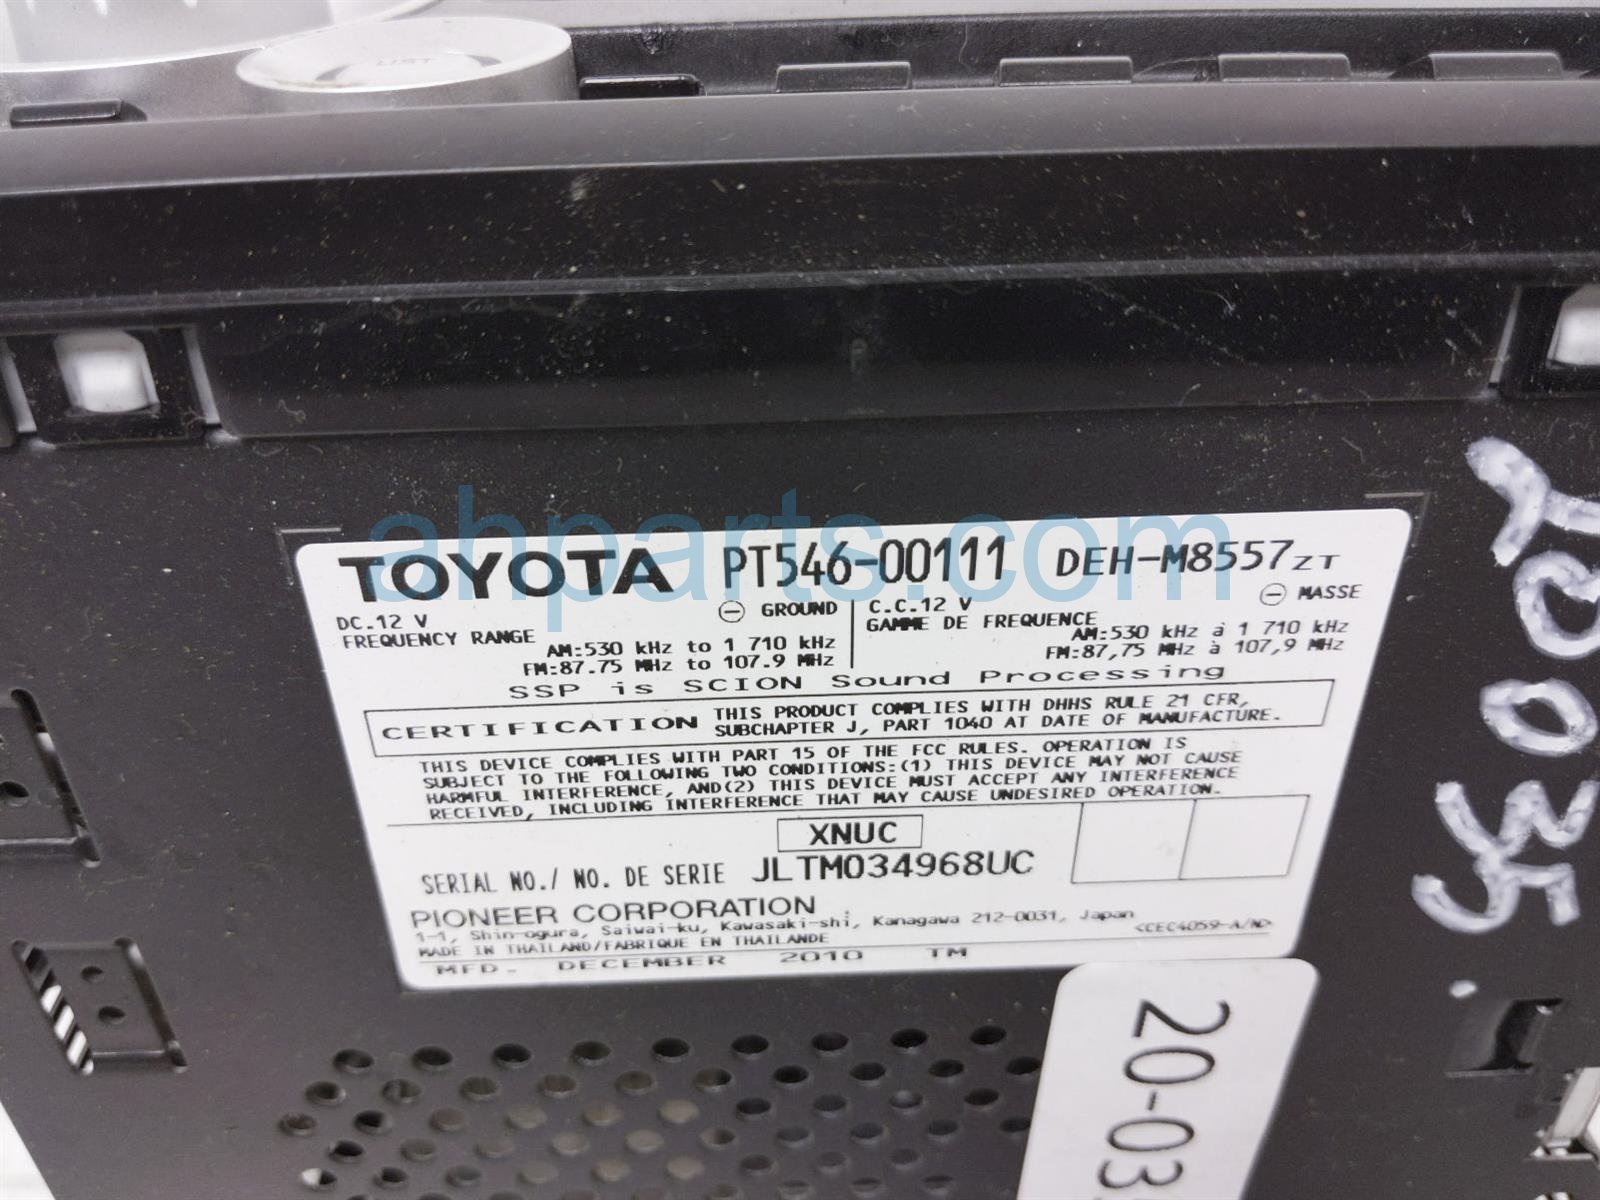 LIST
TOYOTA PT546-00111 DEH-M8557ZT
DC.12 V ⊖ GROUND
FREQUENCY RANGE
AM:530 kHz to 1 710 kHz
FM:87.75 MHz to 107.9 MHz
C.C.12 V ⊖ MASSE
GAMME DE FREQUENCE
AM:530 kHz à 1 710 kHz
FM:87,75 MHz à 107,9 MHz
SSP is SCION Sound Processing
CERTIFICATION THIS PRODUCT COMPLIES WITH DHHS RULE 21 CFR,
SUBCHAPTER J, PART 1040 AT DATE OF MANUFACTURE.
THIS DEVICE COMPLIES WITH PART 15 OF THE FCC RULES. OPERATION IS
SUBJECT TO THE FOLLOWING TWO CONDITIONS:(1) THIS DEVICE MAY NOT CAUSE
HARMFUL INTERFERENCE, AND(2) THIS DEVICE MUST ACCEPT ANY INTERFERENCE
RECEIVED, INCLUDING INTERFERENCE THAT MAY CAUSE UNDESIRED OPERATION.
XNUC
SERIAL NO./ NO. DE SERIE JLTM034968UC
PIONEER CORPORATION
1-1, Shin-ogura, Saiwai-ku, Kawasaki-shi, Kanagawa 212-0031, Japan
MADE IN THAILAND/FABRIQUE EN THAILANDE
<CEC4059-A/N>
MFD. DECEMBER 2010 TM
20-03
ahparts.com